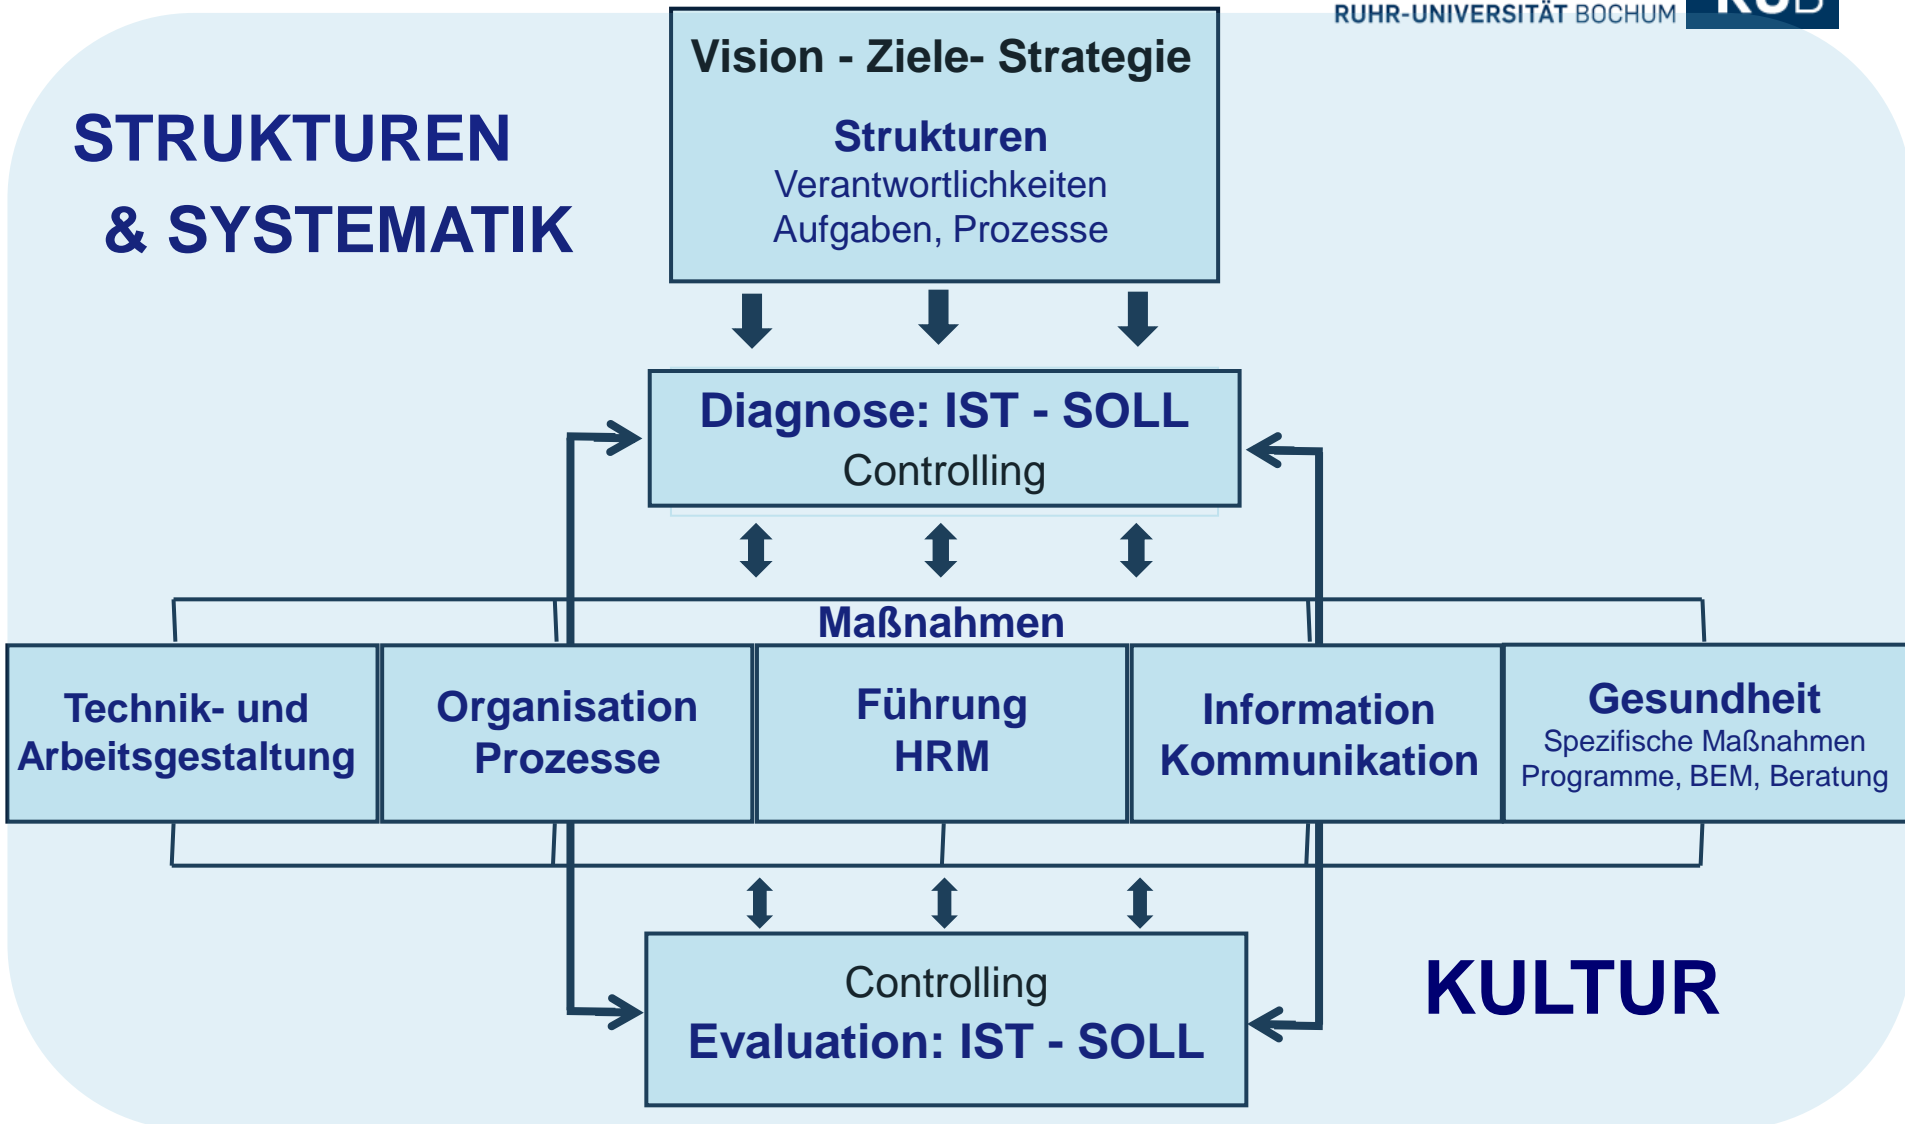 RUHR-UNIVERSITÄT BOCHUM
RUB
Vision - Ziele- Strategie
Strukturen
Verantwortlichkeiten
Aufgaben, Prozesse
STRUKTUREN
& SYSTEMATIK
Diagnose: IST - SOLL
Controlling
Maßnahmen
Technik- und
Arbeitsgestaltung
Organisation
Prozesse
Führung
HRM
Information
Kommunikation
Gesundheit
Spezifische Maßnahmen
Programme, BEM, Beratung
Controlling
Evaluation: IST - SOLL
KULTUR